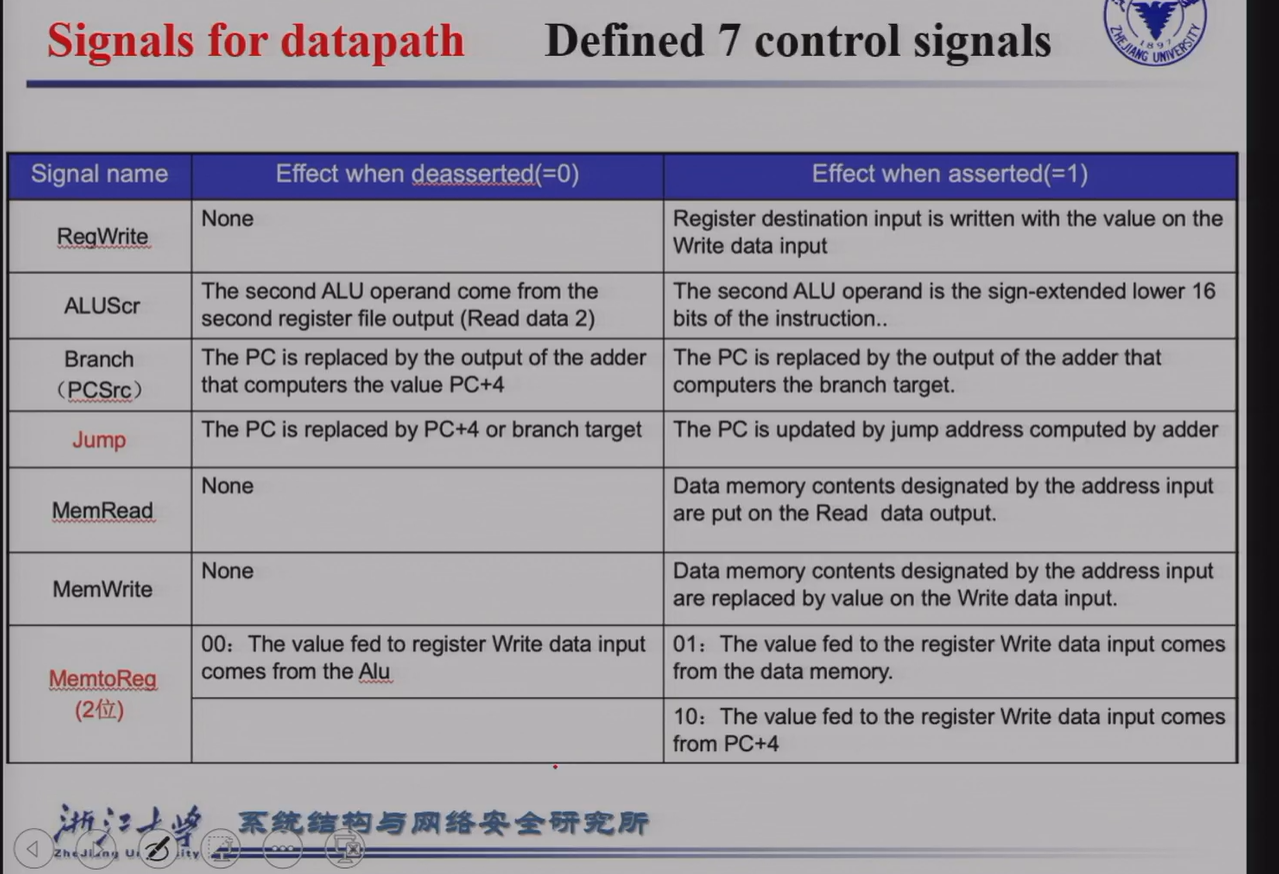 Signals for datapath Defined 7 control signals
1897
ZHEJIANG UNIVERSITY
Signal name Effect when deasserted(=0) Effect when asserted(=1)
RegWrite
None
Register destination input is written with the value on the
Write data input
ALUScr
The second ALU operand come from the
second register file output (Read data 2)
The second ALU operand is the sign-extended lower 16
bits of the instruction..
Branch
（PCSrc）
The PC is replaced by the output of the adder
that computers the value PC+4
The PC is replaced by the output of the adder that
computers the branch target.
Jump
The PC is replaced by PC+4 or branch target
The PC is updated by jump address computed by adder
MemRead
None
Data memory contents designated by the address input
are put on the Read data output.
MemWrite
None
Data memory contents designated by the address input
are replaced by value on the Write data input.
MemtoReg
(2位)
00：The value fed to register Write data input
comes from the Alu
01：The value fed to the register Write data input comes
from the data memory.
10：The value fed to the register Write data input comes
from PC+4
浙江大学 系统结构与网络安全研究所